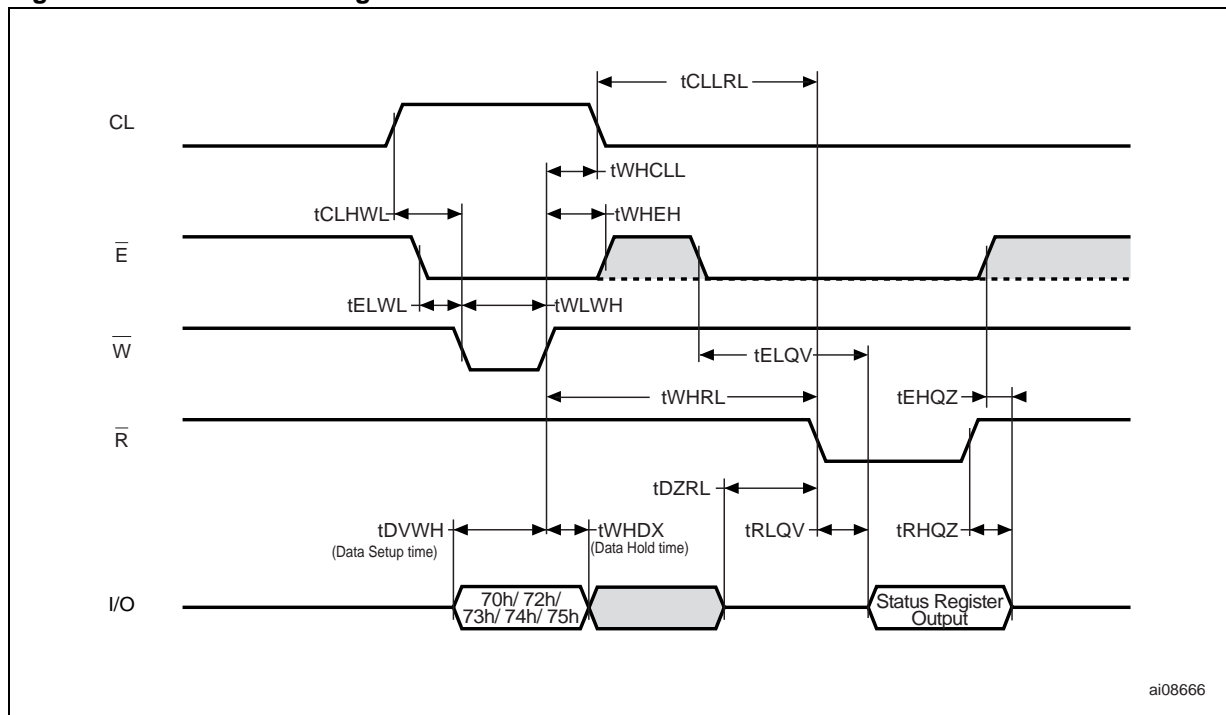 tCLLRL
CL
tWHCLL
tCLHWL
tWHEH
E
tELWL
tWLWH
W
tELQV
tWHRL
tEHQZ
R
tDZRL
tDVWH
(Data Setup time)
tWHDX
(Data Hold time)
tRLQV
tRHQZ
I/O
70h/ 72h/
73h/ 74h/ 75h
Status Register
Output
ai08666